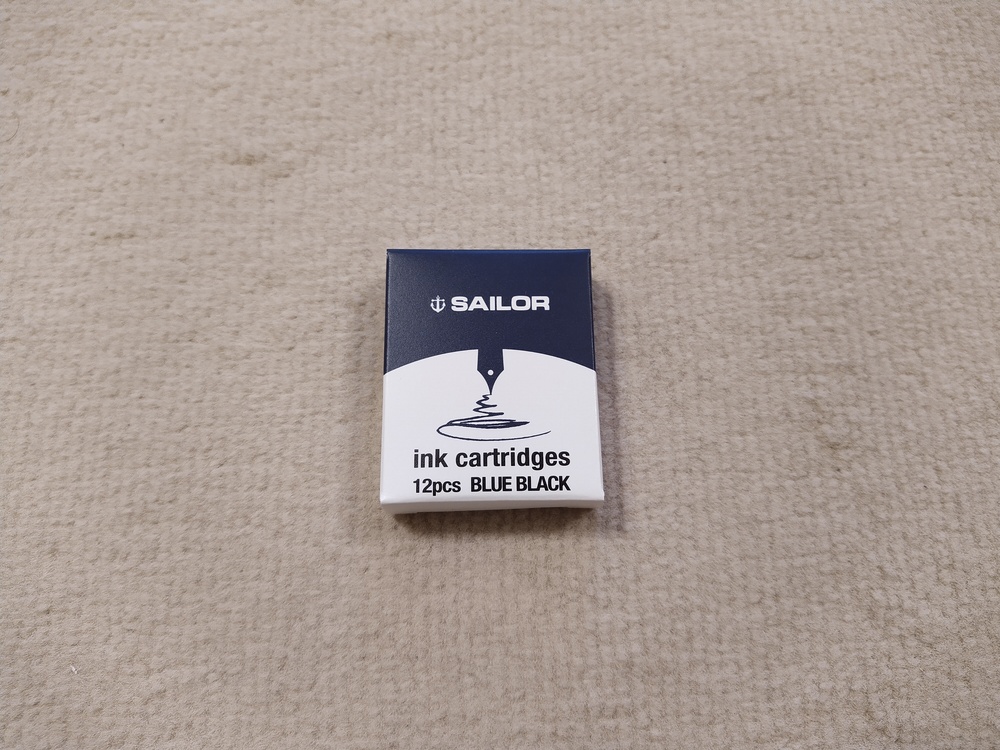 SAILOR
ink cartridges
12pcs BLUE BLACK